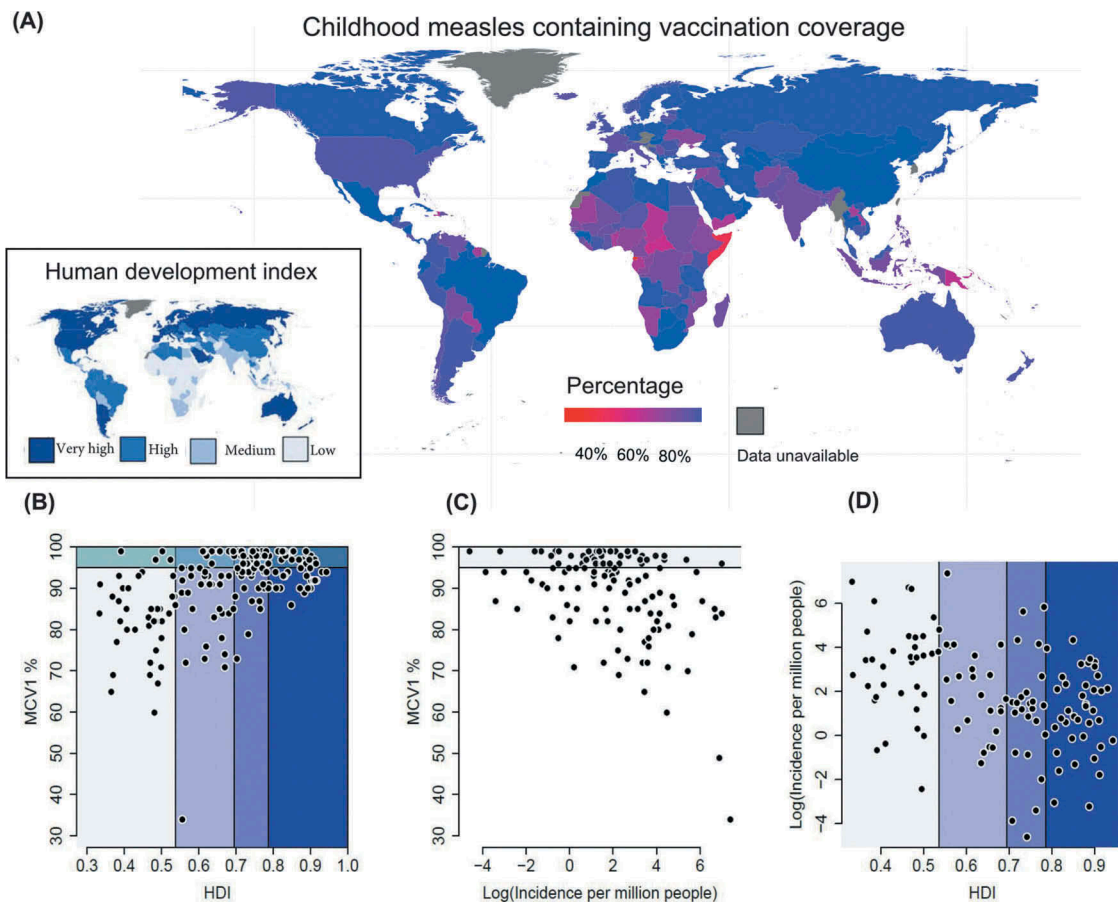 (A)
Childhood measles containing vaccination coverage
Human development index
Very high High Medium Low
Percentage
40% 60% 80%
Data unavailable
(B)
MCV1 %
100
90
80
70
60
50
40
30
0.3 0.4 0.5 0.6 0.7 0.8 0.9 1.0
HDI
(C)
MCV1 %
100
90
80
70
60
50
40
30
−4 −2 0 2 4 6
Log(Incidence per million people)
(D)
Log(Incidence per million people)
6
4
2
0
−2
−4
0.4 0.5 0.6 0.7 0.8 0.9
HDI